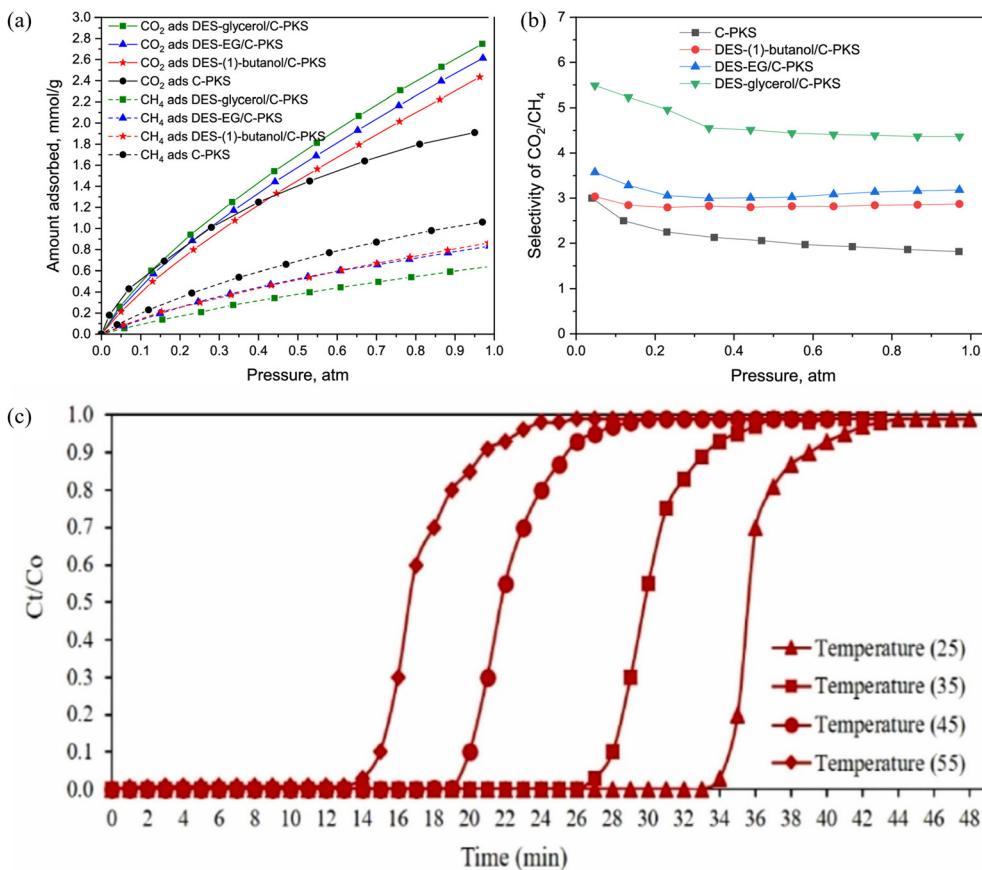 (a)
3.0
2.8
2.6
2.4
2.2
2.0
1.8
1.6
1.4
1.2
1.0
0.8
0.6
0.4
0.2
0.0
Amount adsorbed, mmol/g
CO₂ ads DES-glycerol/C-PKS
CO₂ ads DES-EG/C-PKS
CO₂ ads DES-(1)-butanol/C-PKS
CO₂ ads C-PKS
CH₄ ads DES-glycerol/C-PKS
CH₄ ads DES-EG/C-PKS
CH₄ ads DES-(1)-butanol/C-PKS
CH₄ ads C-PKS
0.0 0.1 0.2 0.3 0.4 0.5 0.6 0.7 0.8 0.9 1.0
Pressure, atm
(b)
7
6
5
4
3
2
1
0
Selectivity of CO₂/CH₄
C-PKS
DES-(1)-butanol/C-PKS
DES-EG/C-PKS
DES-glycerol/C-PKS
0.0 0.2 0.4 0.6 0.8 1.0
Pressure, atm
(c)
1.0
0.9
0.8
0.7
0.6
0.5
0.4
0.3
0.2
0.1
0.0
Ct/Co
Temperature (25)
Temperature (35)
Temperature (45)
Temperature (55)
0 2 4 6 8 10 12 14 16 18 20 22 24 26 28 30 32 34 36 38 40 42 44 46 48
Time (min)